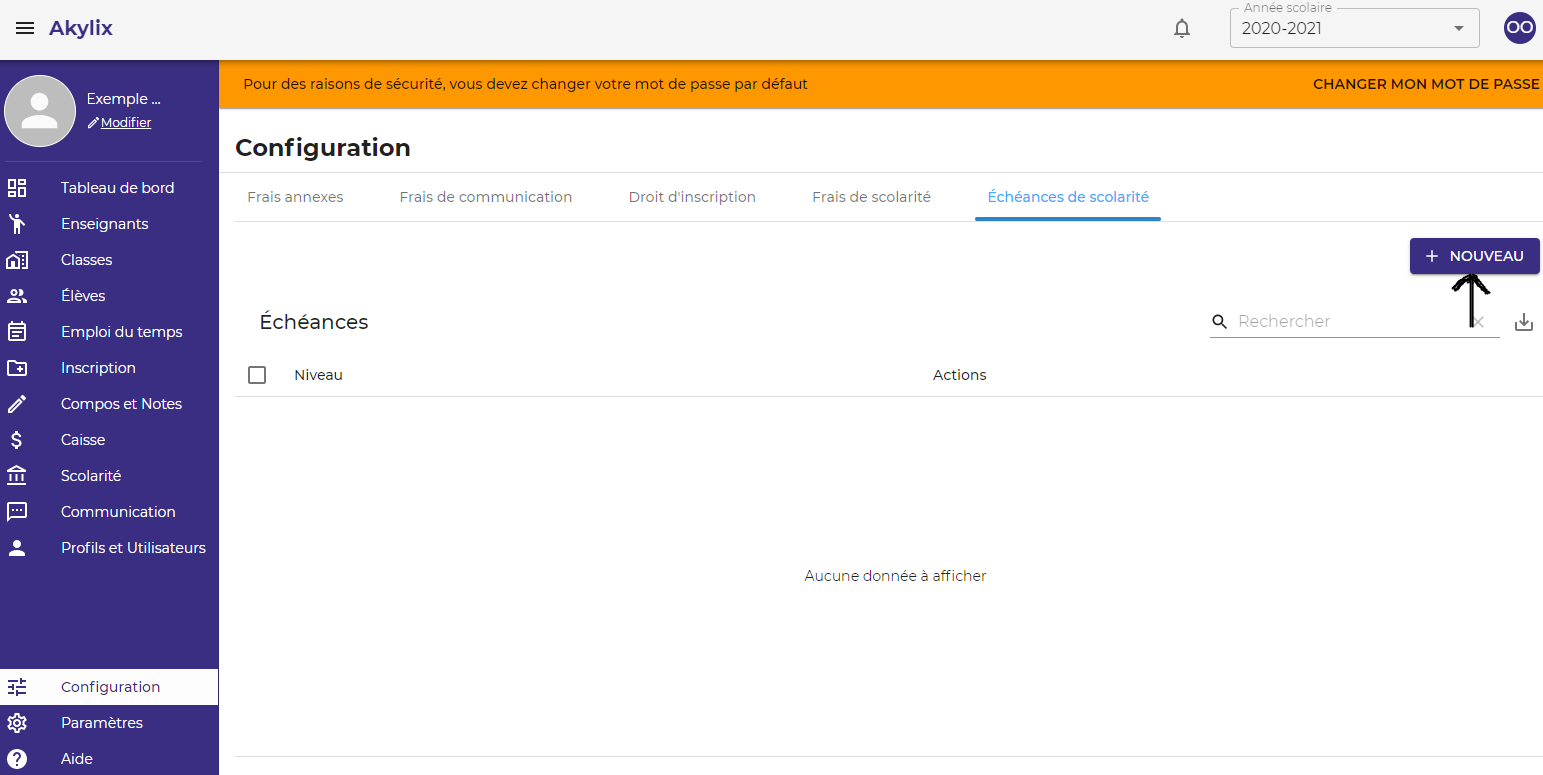 Akylix
Année scolaire
2020-2021
OO
Exemple ...
Modifier
Tableau de bord
Enseignants
Classes
Élèves
Emploi du temps
Inscription
Compos et Notes
Caisse
Scolarité
Communication
Profils et Utilisateurs
Configuration
Paramètres
Aide
Pour des raisons de sécurité, vous devez changer votre mot de passe par défaut CHANGER MON MOT DE PASSE
Configuration
Frais annexes Frais de communication Droit d'inscription Frais de scolarité Échéances de scolarité
+ NOUVEAU
Échéances
Rechercher
Niveau Actions
Aucune donnée à afficher